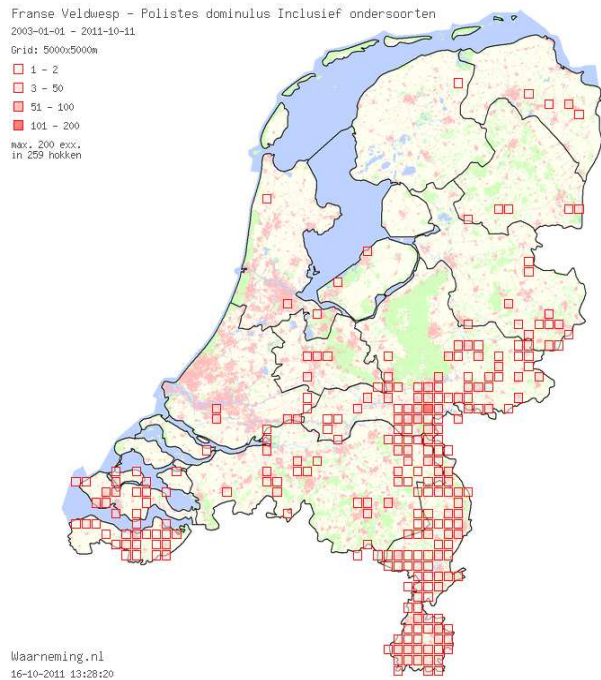 Franse Veldwesp - Polistes dominulus Inclusief ondersoorten
2003-01-01 - 2011-10-11
Grid: 5000x5000m
1 - 2
3 - 50
51 - 100
101 - 200
max. 200 exx.
in 259 hokken
Waarneming.nl
16-10-2011 13:28:20